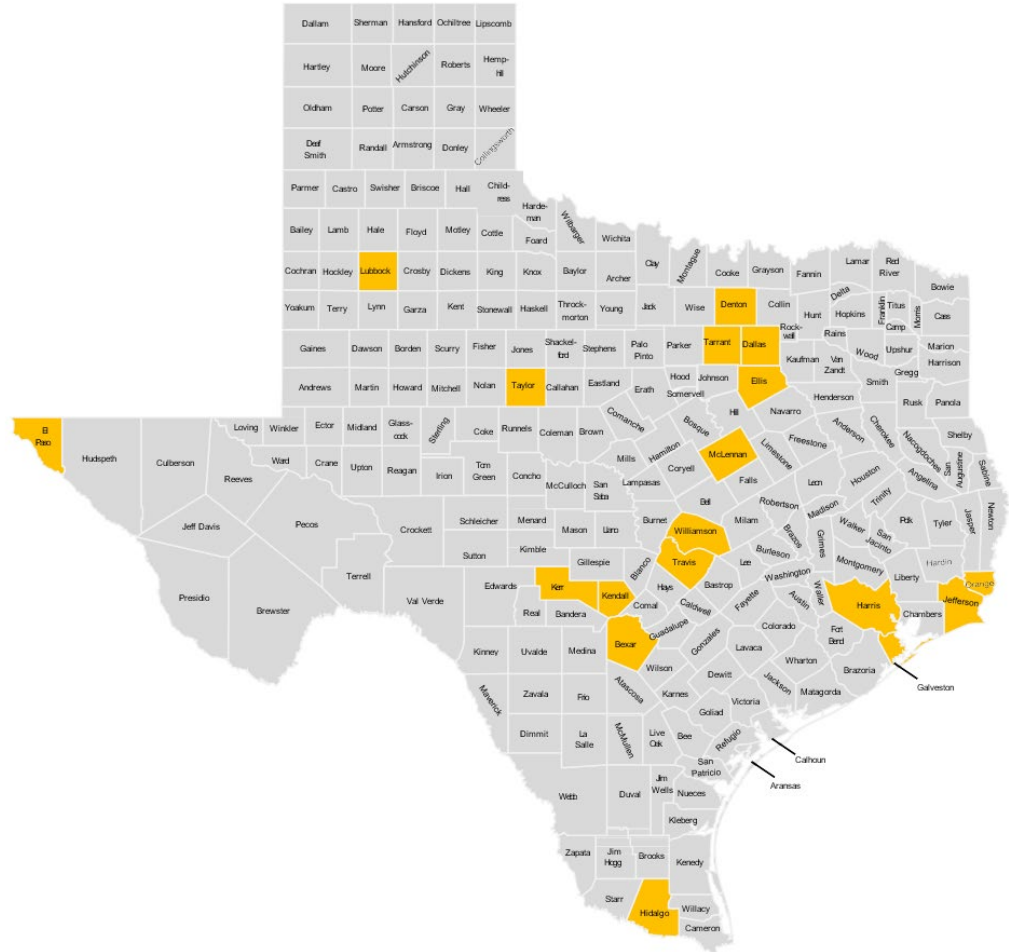 Dallam Sherman Hansford Ochiltree Lipscomb
Hartley Moore Hutchinson Roberts Hemp-
hill
Oldham Potter Carson Gray Wheeler
Deaf
Smith Randall Armstrong Donley Collingsworth
Parmer Castro Swisher Briscoe Hall Child-
ress
Harde-
man
Bailey Lamb Hale Floyd Motley Cottle Foard Wilbarger Wichita
Cochran Hockley Lubbock Crosby Dickens King Knox Baylor Archer Clay Montague Cooke Grayson Fannin Lamar Red
River Bowie
Yoakum Terry Lynn Garza Kent Stonewall Haskell Throck-
morton Young Jack Wise Denton Collin Hunt Delta Hopkins Franklin Titus Camp Morris Cass
Gaines Dawson Borden Scurry Fisher Jones Shackel-
ford Stephens Palo
Pinto Parker Tarrant Dallas Rock-
wall Kaufman Rains Van
Zandt Wood Upshur Marion
Gregg Harrison
Andrews Martin Howard Mitchell Nolan Taylor Callahan Eastland Erath Hood Somervell Johnson Ellis Henderson Smith Rusk Panola
El
Paso Hudspeth Culberson Loving Winkler Ector Midland Glass-
cock Sterling Coke Runnels Coleman Brown Comanche Hamilton Bosque Hill Navarro Freestone Anderson Cherokee Nacogdoches Shelby
Reeves Ward Crane Upton Reagan Irion Tom
Green Concho McCulloch San
Saba Mills Lampasas Coryell McLennan Limestone Falls Leon Houston Angelina San
Augustine Sabine
Jeff Davis Pecos Crockett Schleicher Menard Mason Llano Burnet Bell Milam Robertson Madison Trinity Polk Tyler Jasper Newton
Presidio Brewster Terrell Sutton Kimble Gillespie Blanco Williamson Travis Lee Burleson Brazos Grimes Walker San
Jacinto Hardin
Val Verde Edwards Kerr Kendall Hays Bastrop Washington Waller Montgomery Liberty Orange
Real Bandera Comal Caldwell Fayette Austin Harris Chambers Jefferson
Kinney Uvalde Medina Bexar Guadalupe Gonzales Colorado Fort
Bend
Wilson Lavaca Wharton Brazoria Galveston
Maverick Zavala Frio Atascosa Karnes Dewitt Jackson Matagorda
Dimmit La
Salle McMullen Live
Oak Bee Goliad Victoria Refugio Calhoun
Webb Duval Jim
Wells San
Patricio Nueces Aransas
Kleberg
Zapata Jim
Hogg Brooks Kenedy
Starr Hidalgo Willacy
Cameron